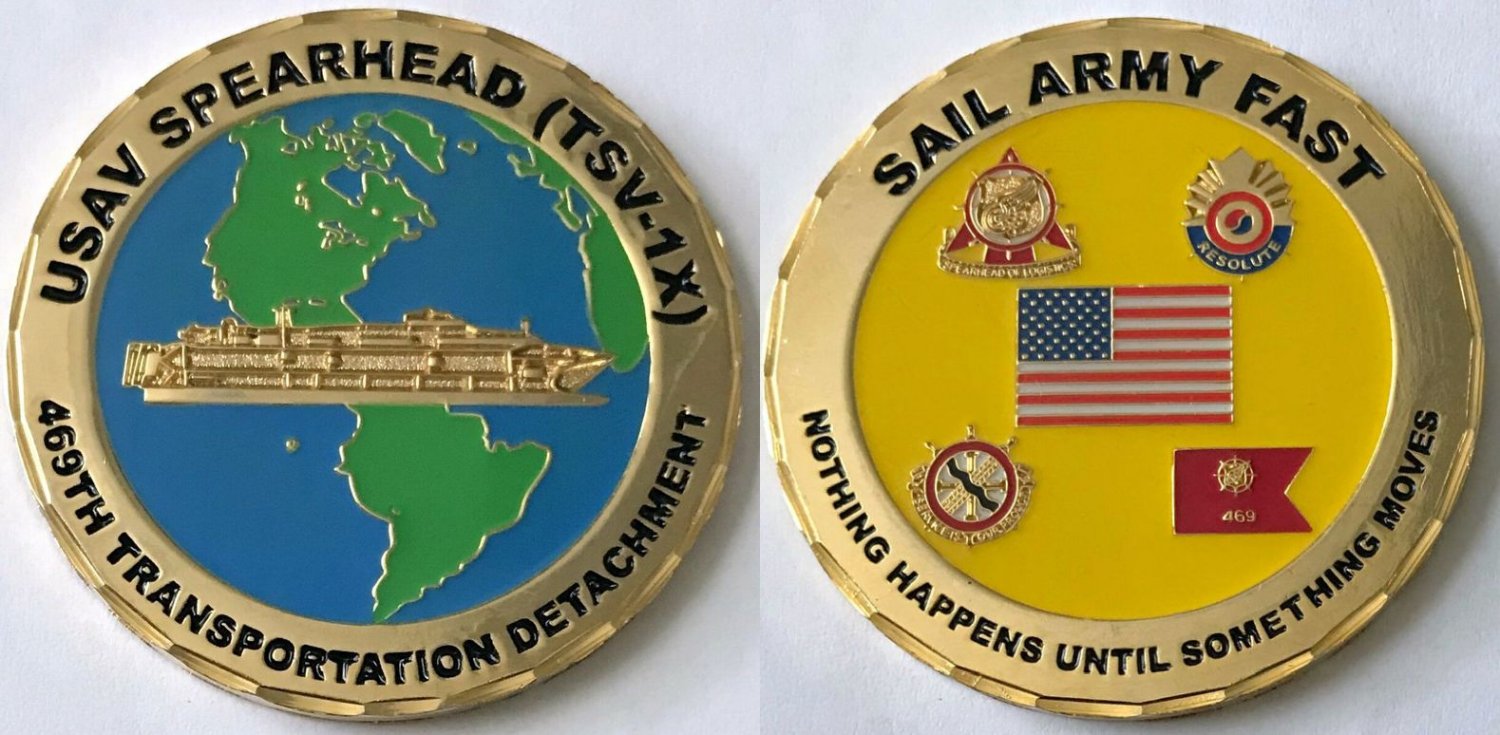 USAV SPEARHEAD (TSV-1X)
469TH TRANSPORTATION DETACHMENT
SAIL ARMY FAST
SPEARHEAD OF LOGISTICS
RESOLUTE
469
NOTHING HAPPENS UNTIL SOMETHING MOVES